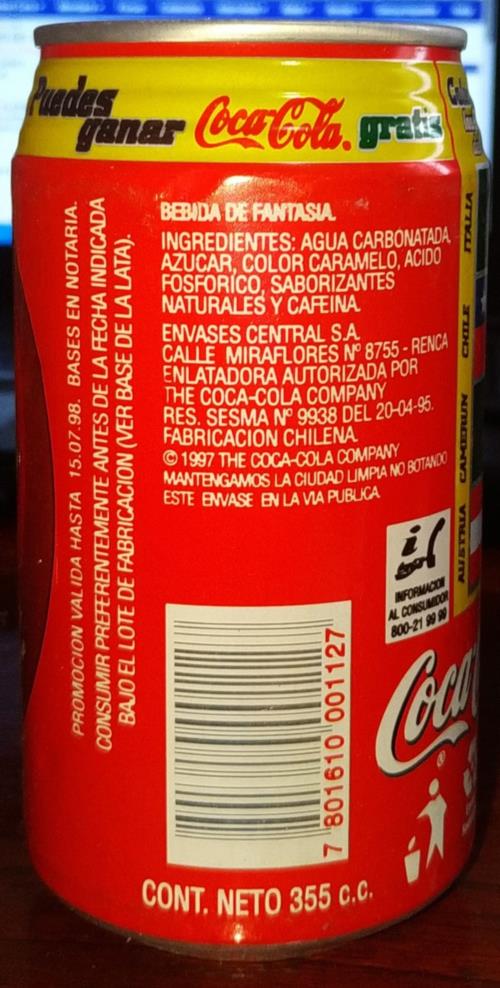 Puedes
ganar Coca-Cola. gratis
PROMOCION VALIDA HASTA 15.07.98. BASES EN NOTARIA.
CONSUMIR PREFERENTEMENTE ANTES DE LA FECHA INDICADA
BAJO EL LOTE DE FABRICACION (VER BASE DE LA LATA).
BEBIDA DE FANTASIA.
INGREDIENTES: AGUA CARBONATADA,
AZUCAR, COLOR CARAMELO, ACIDO
FOSFORICO, SABORIZANTES
NATURALES Y CAFEINA.
ENVASES CENTRAL S.A.
CALLE MIRAFLORES Nº 8755 - RENCA
ENLATADORA AUTORIZADA POR
THE COCA-COLA COMPANY
RES. SESMA Nº 9938 DEL 20-04-95.
FABRICACION CHILENA.
© 1997 THE COCA-COLA COMPANY
MANTENGAMOS LA CIUDAD LIMPIA NO BOTANDO
ESTE ENVASE EN LA VIA PUBLICA.
ITALIA
CHILE
CAMERUN
AUSTRIA
INFORMACION
AL CONSUMIDOR
800-21 99 99
Coca
®
7 801610 001127
CONT. NETO 355 c.c.